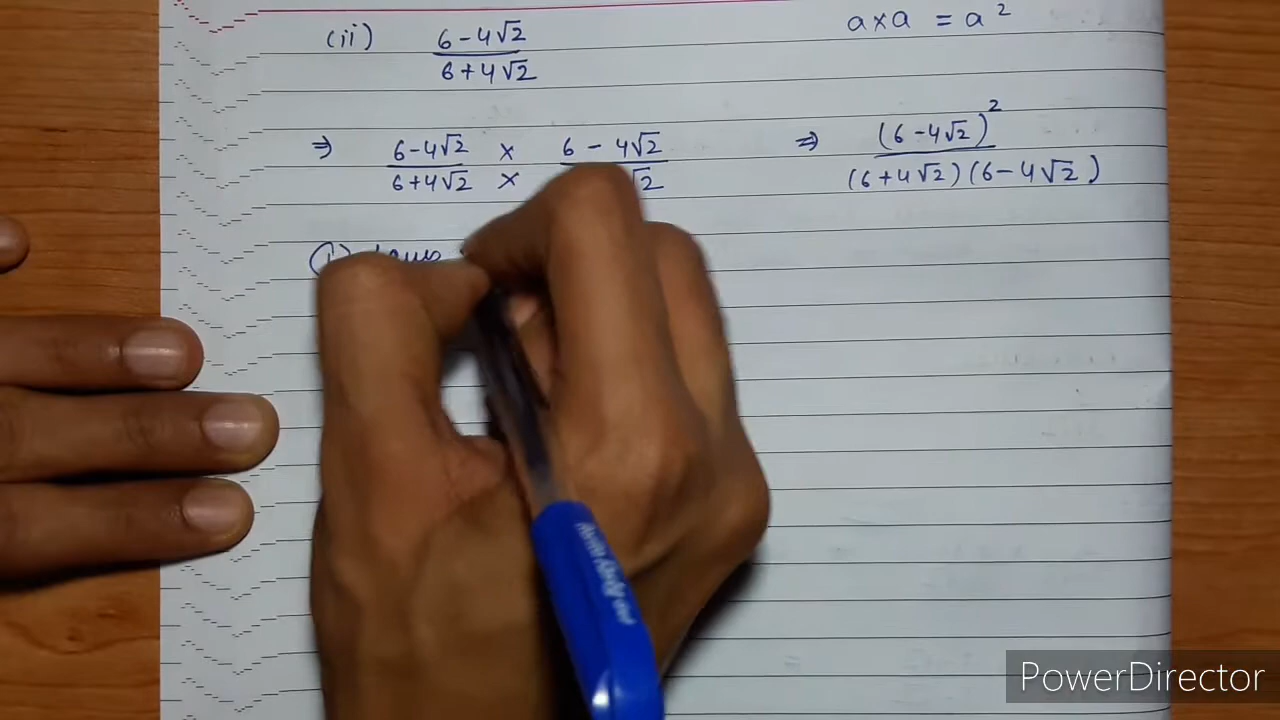 a × a = a²
(ii) 6 - 4√2 / 6 + 4√2
⇒ 6 - 4√2 / 6 + 4√2 × 6 - 4√2 / √2 ⇒ (6 - 4√2)² / (6 + 4√2)(6 - 4√2)
PowerDirector